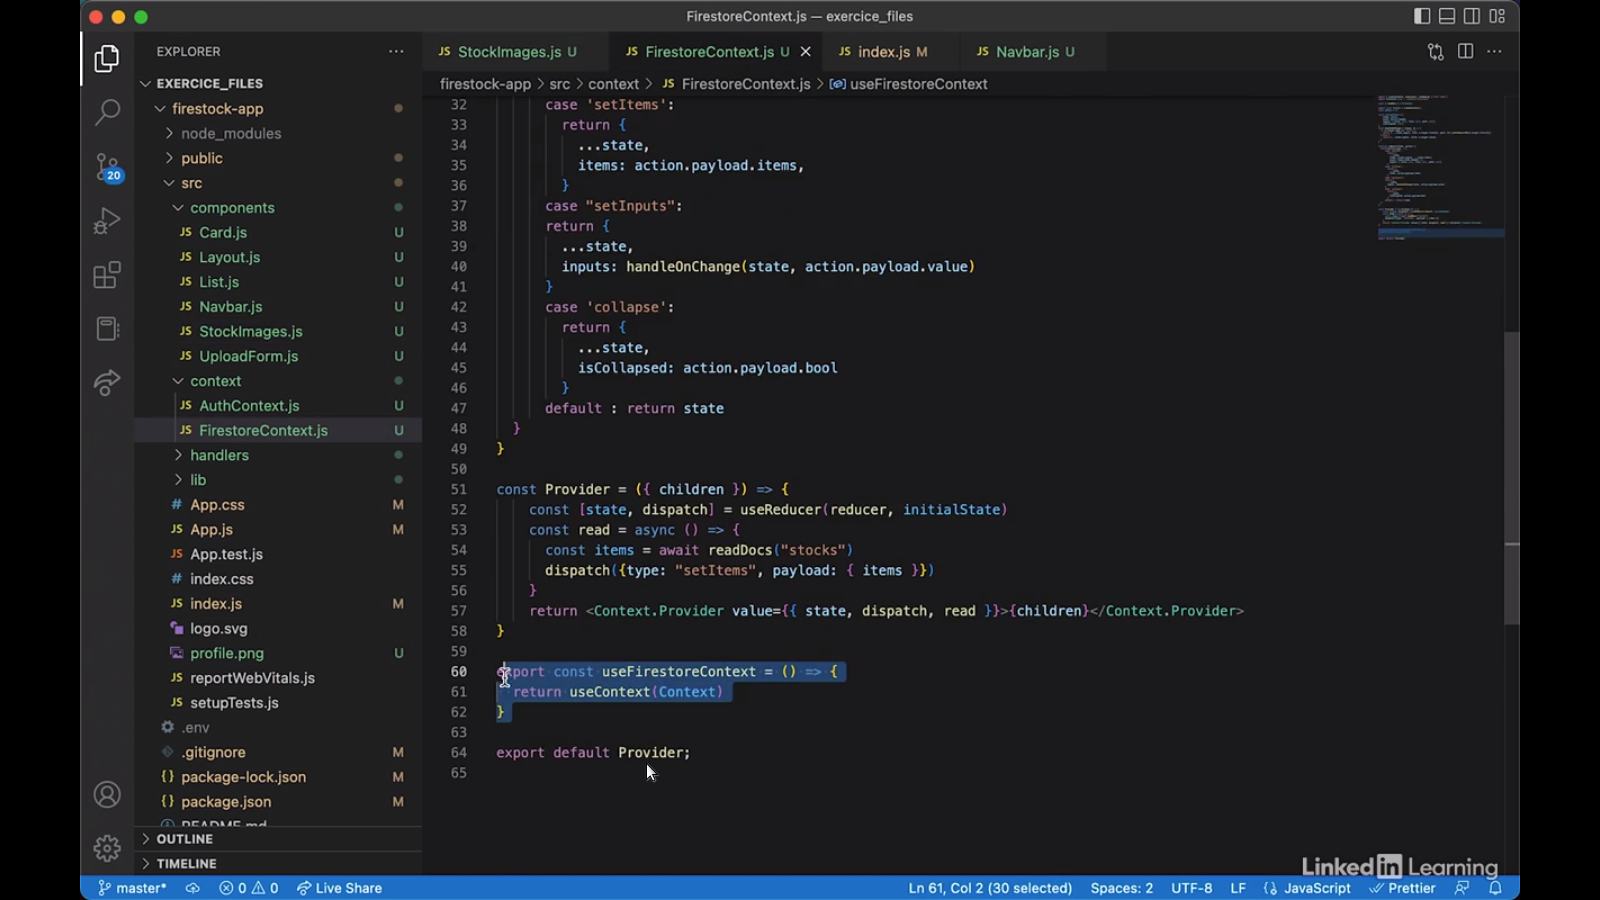 FirestoreContext.js — exercice_files
EXPLORER
JS StockImages.js U
JS FirestoreContext.js U
JS index.js M
JS Navbar.js U
EXERCICE_FILES
firestock-app > src > context > JS FirestoreContext.js > useFirestoreContext
firestock-app
node_modules
public
20
src
components
JS Card.js U
JS Layout.js U
JS List.js U
JS Navbar.js U
JS StockImages.js U
JS UploadForm.js U
context
JS AuthContext.js U
JS FirestoreContext.js U
handlers
lib
# App.css M
JS App.js M
JS App.test.js
# index.css
JS index.js M
logo.svg
profile.png U
JS reportWebVitals.js
JS setupTests.js
.env
.gitignore M
{} package-lock.json M
{} package.json M
README.md
OUTLINE
TIMELINE
32 case 'setItems':
33 return {
34 ...state,
35 items: action.payload.items,
36 }
37 case "setInputs":
38 return {
39 ...state,
40 inputs: handleOnChange(state, action.payload.value)
41 }
42 case 'collapse':
43 return {
44 ...state,
45 isCollapsed: action.payload.bool
46 }
47 default : return state
48 }
49 }
50
51 const Provider = ({ children }) => {
52 const [state, dispatch] = useReducer(reducer, initialState)
53 const read = async () => {
54 const items = await readDocs("stocks")
55 dispatch({type: "setItems", payload: { items }})
56 }
57 return <Context.Provider value={{ state, dispatch, read }}>{children}</Context.Provider>
58 }
59
60 export const useFirestoreContext = () => {
61 return useContext(Context)
62 }
63
64 export default Provider;
65
LinkedIn Learning
master* 0 0 Live Share Ln 61, Col 2 (30 selected) Spaces: 2 UTF-8 LF {} JavaScript Prettier